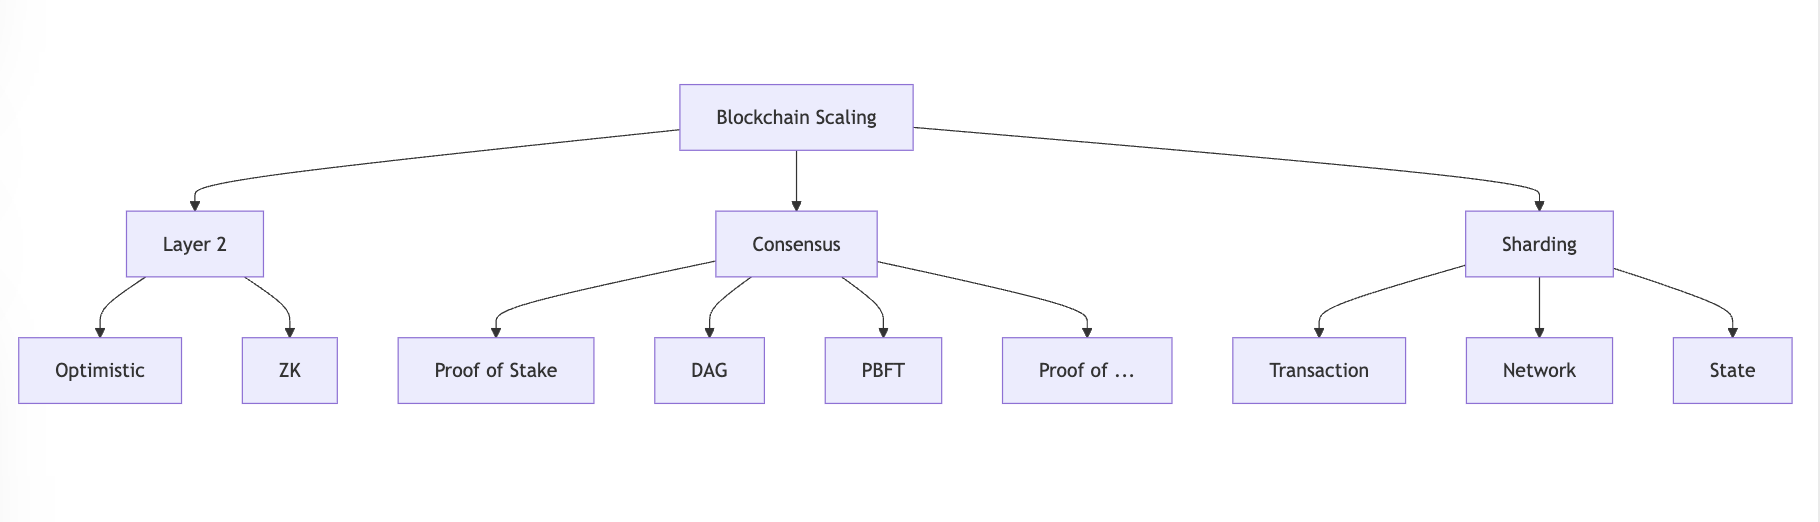 Blockchain Scaling
Layer 2
Consensus
Sharding
Optimistic
ZK
Proof of Stake
DAG
PBFT
Proof of ...
Transaction
Network
State